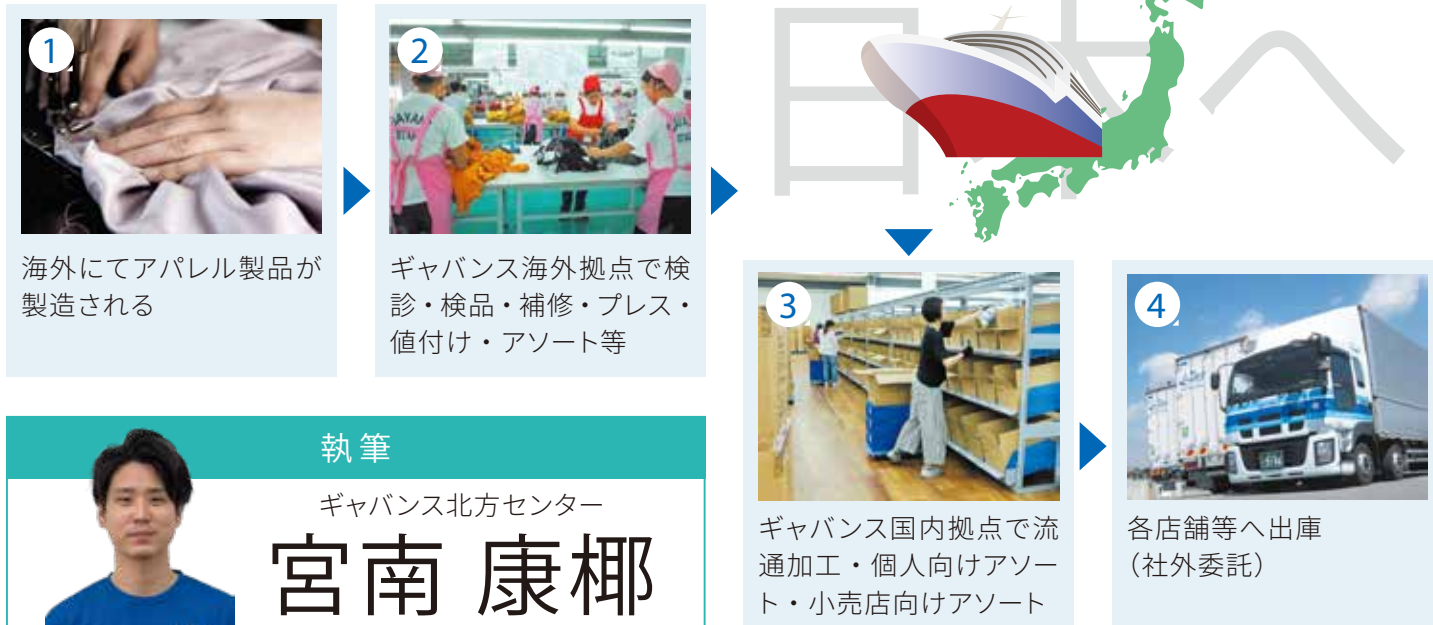 1
海外にてアパレル製品が
製造される
2
ギャバンス海外拠点で検
診・検品・補修・プレス・
値付け・アソート等
日本へ
3
ギャバンス国内拠点で流
通加工・個人向けアソー
ト・小売店向けアソート
4
各店舗等へ出庫
（社外委託）
執筆
ギャバンス北方センター
宮南 康椰